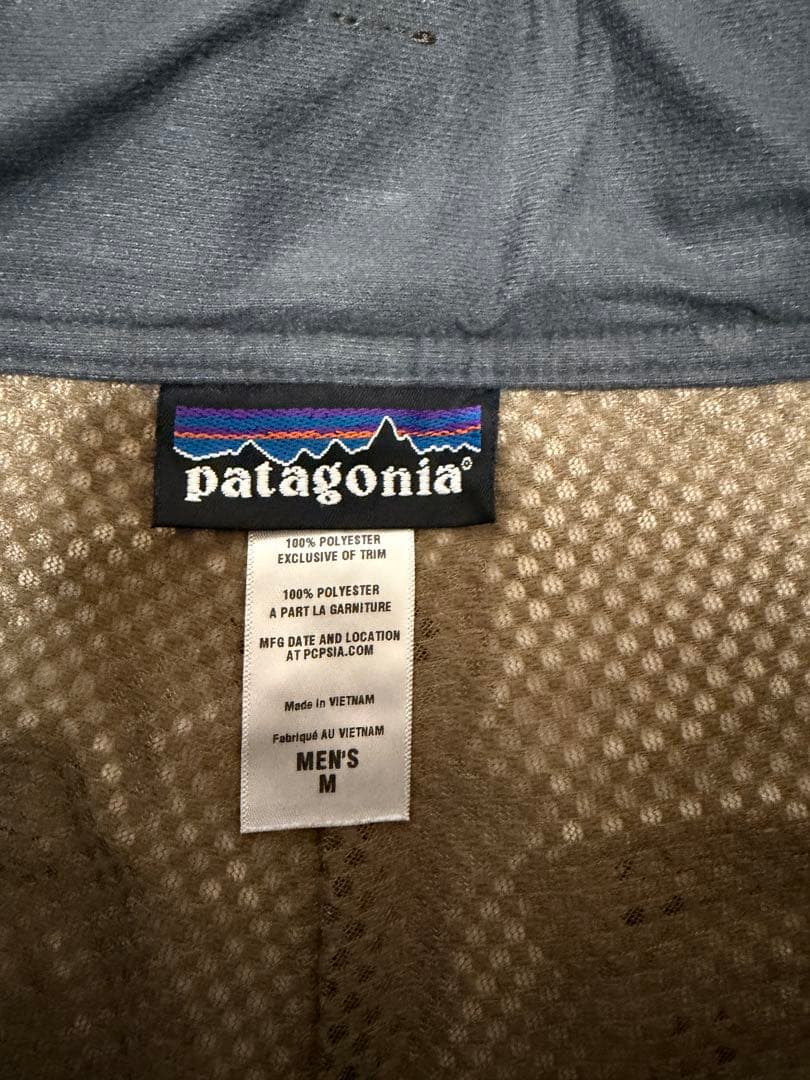 patagonia®
100% POLYESTER
EXCLUSIVE OF TRIM
100% POLYESTER
A PART LA GARNITURE
MFG DATE AND LOCATION
AT PCPSIA.COM
Made in VIETNAM
Fabriqué AU VIETNAM
MEN'S
M